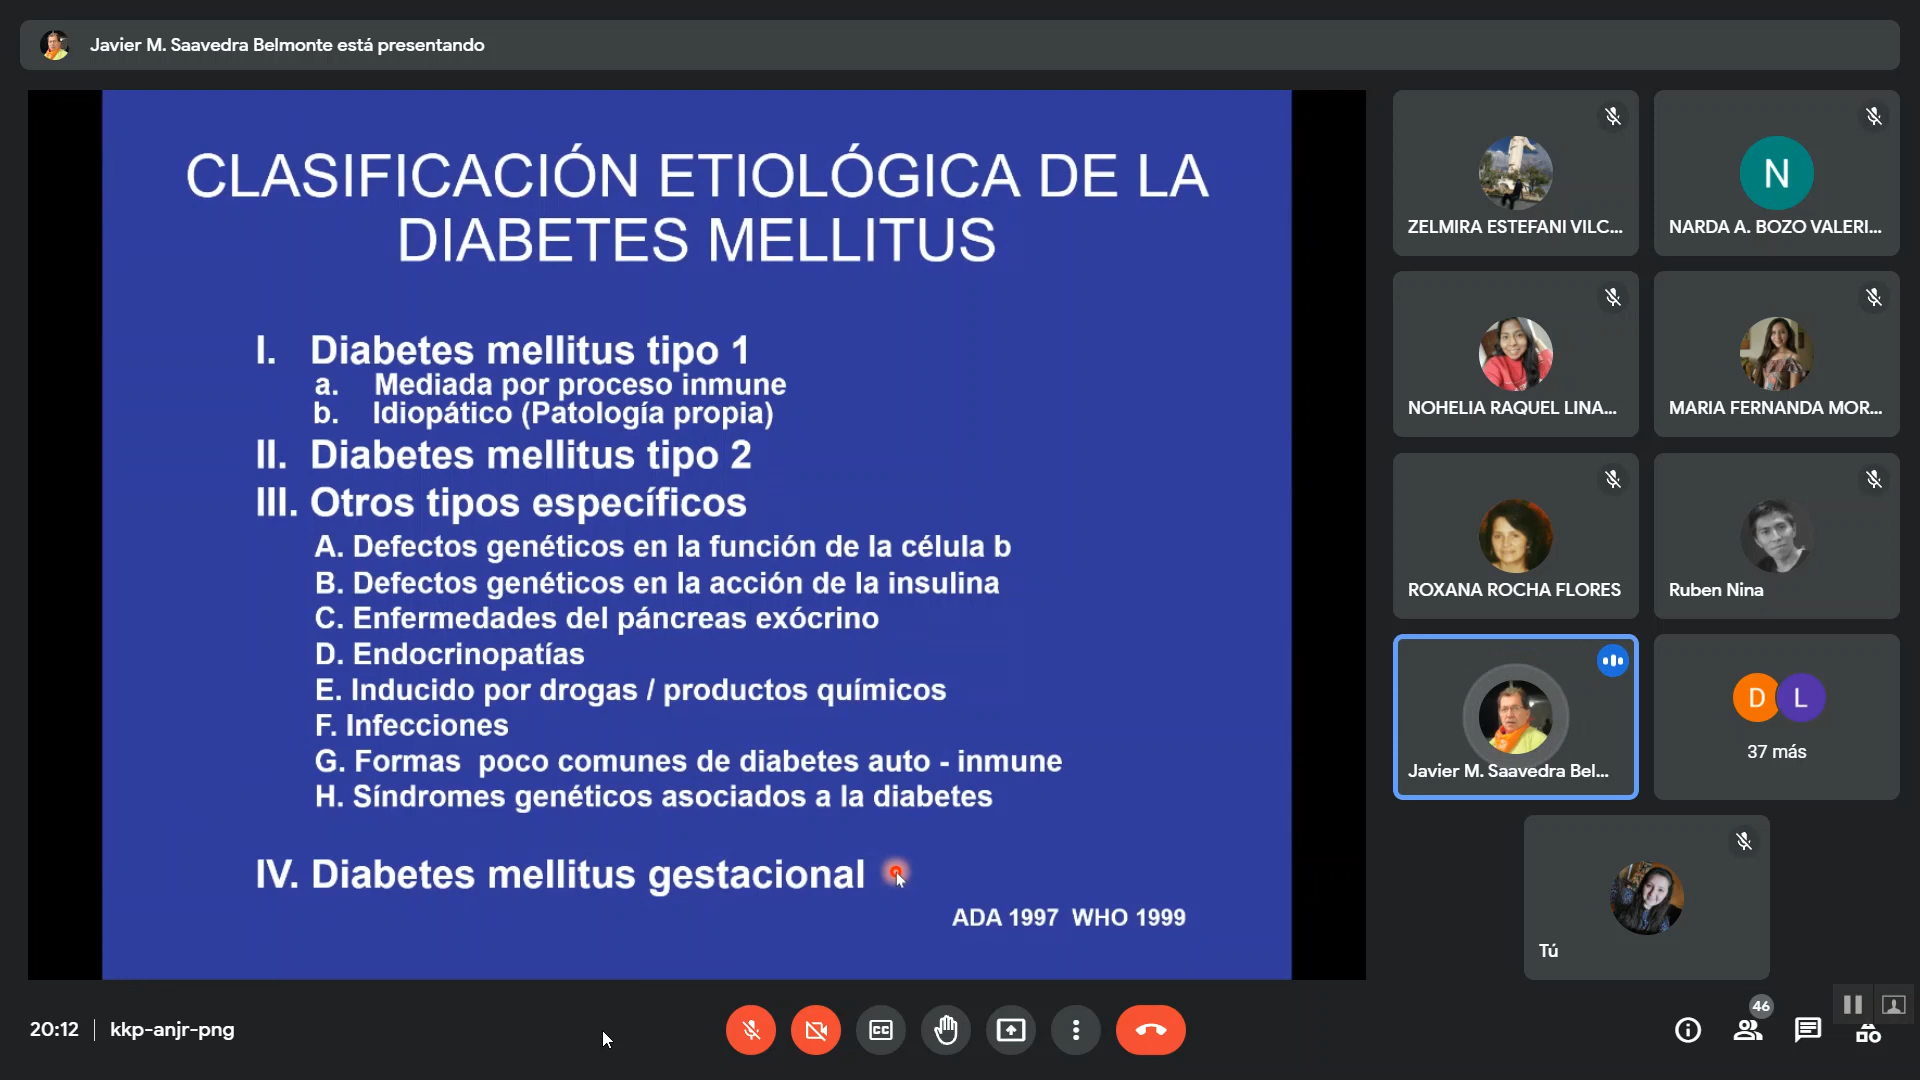 Javier M. Saavedra Belmonte está presentando
CLASIFICACIÓN ETIOLÓGICA DE LA
DIABETES MELLITUS
I. Diabetes mellitus tipo 1
a. Mediada por proceso inmune
b. Idiopático (Patología propia)
II. Diabetes mellitus tipo 2
III. Otros tipos específicos
A. Defectos genéticos en la función de la célula b
B. Defectos genéticos en la acción de la insulina
C. Enfermedades del páncreas exócrino
D. Endocrinopatías
E. Inducido por drogas / productos químicos
F. Infecciones
G. Formas poco comunes de diabetes auto - inmune
H. Síndromes genéticos asociados a la diabetes
IV. Diabetes mellitus gestacional
ADA 1997 WHO 1999
ZELMIRA ESTEFANI VILC...
N
NARDA A. BOZO VALERI...
NOHELIA RAQUEL LINA...
MARIA FERNANDA MOR...
ROXANA ROCHA FLORES
Ruben Nina
Javier M. Saavedra Bel...
D L
37 más
Tú
20:12 | kkp-anjr-png
CC
46